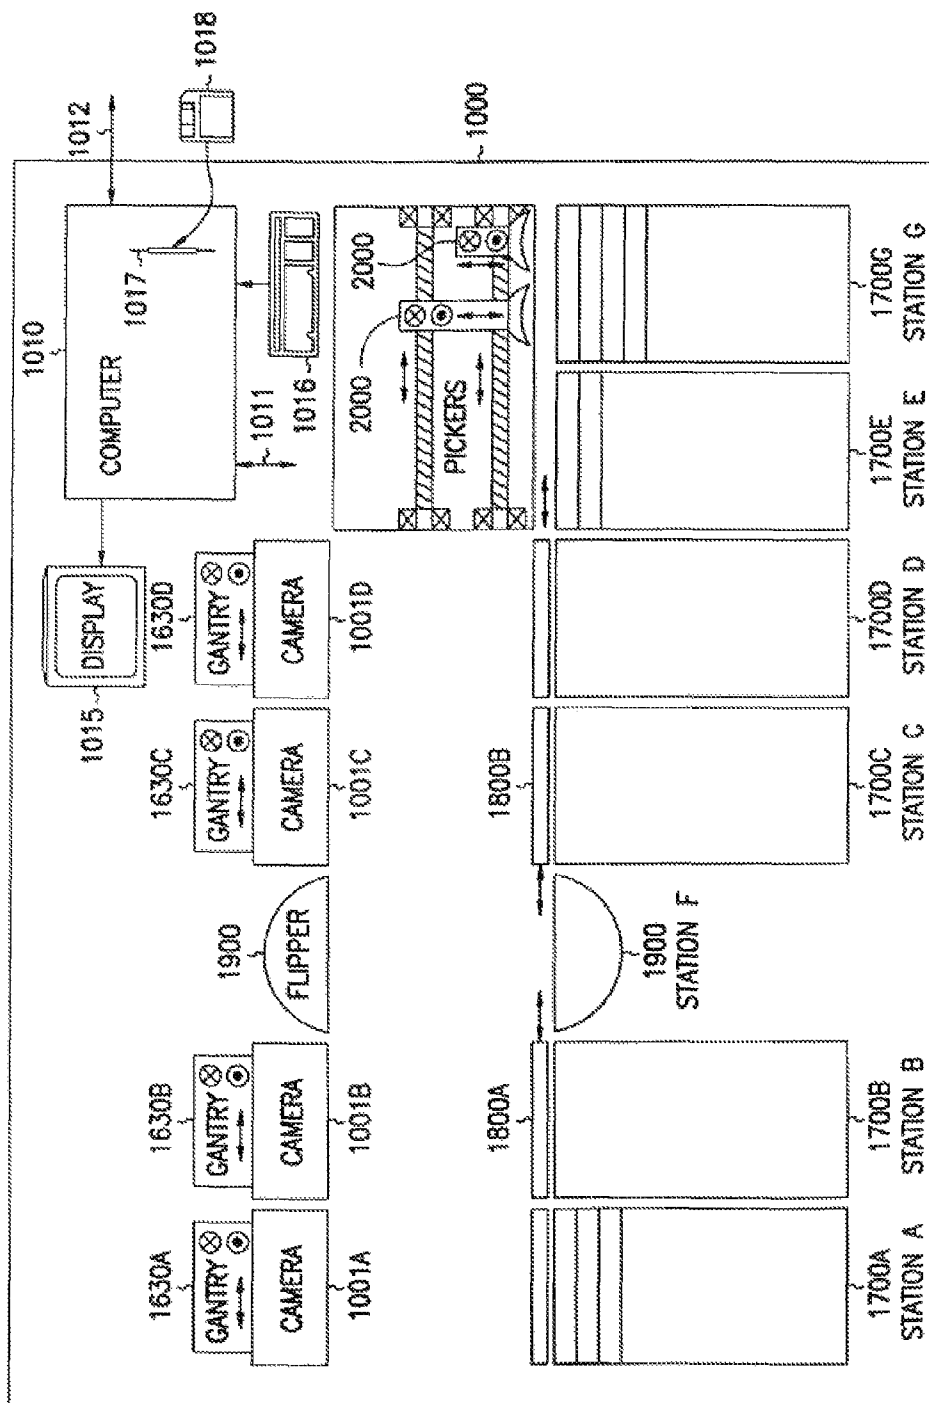 1630A
GANTRY
CAMERA
1001A
1630B
GANTRY
CAMERA
1001B
1900
FLIPPER
1630C
GANTRY
CAMERA
1001C
1630D
GANTRY
CAMERA
1001D
1015
DISPLAY
1010
COMPUTER
1017
1012
1018
1011
1016
1000
2000
2000
PICKERS
1800A
1800B
1700A
STATION A
1700B
STATION B
1900
STATION F
1700C
STATION C
1700D
STATION D
1700E
STATION E
1700G
STATION G